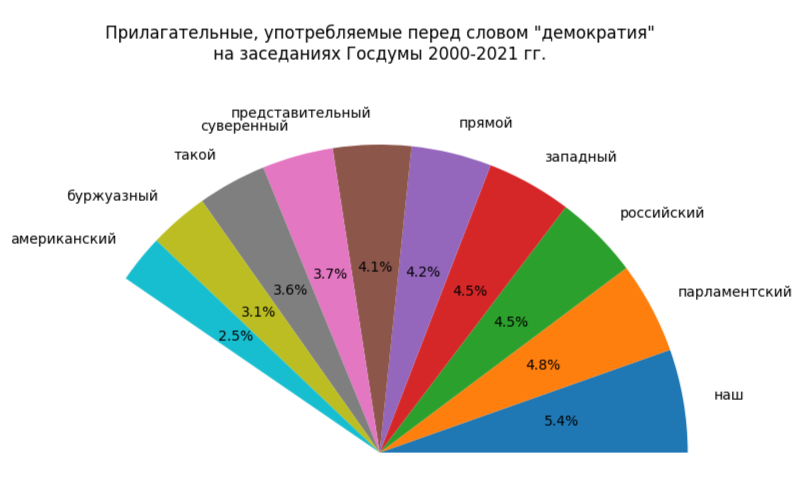 Прилагательные, употребляемые перед словом "демократия"
на заседаниях Госдумы 2000-2021 гг.
представительный
суверенный
прямой
такой
западный
буржуазный
российский
американский
парламентский
наш
4.1%
3.7%
4.2%
3.6%
4.5%
3.1%
4.5%
2.5%
4.8%
5.4%